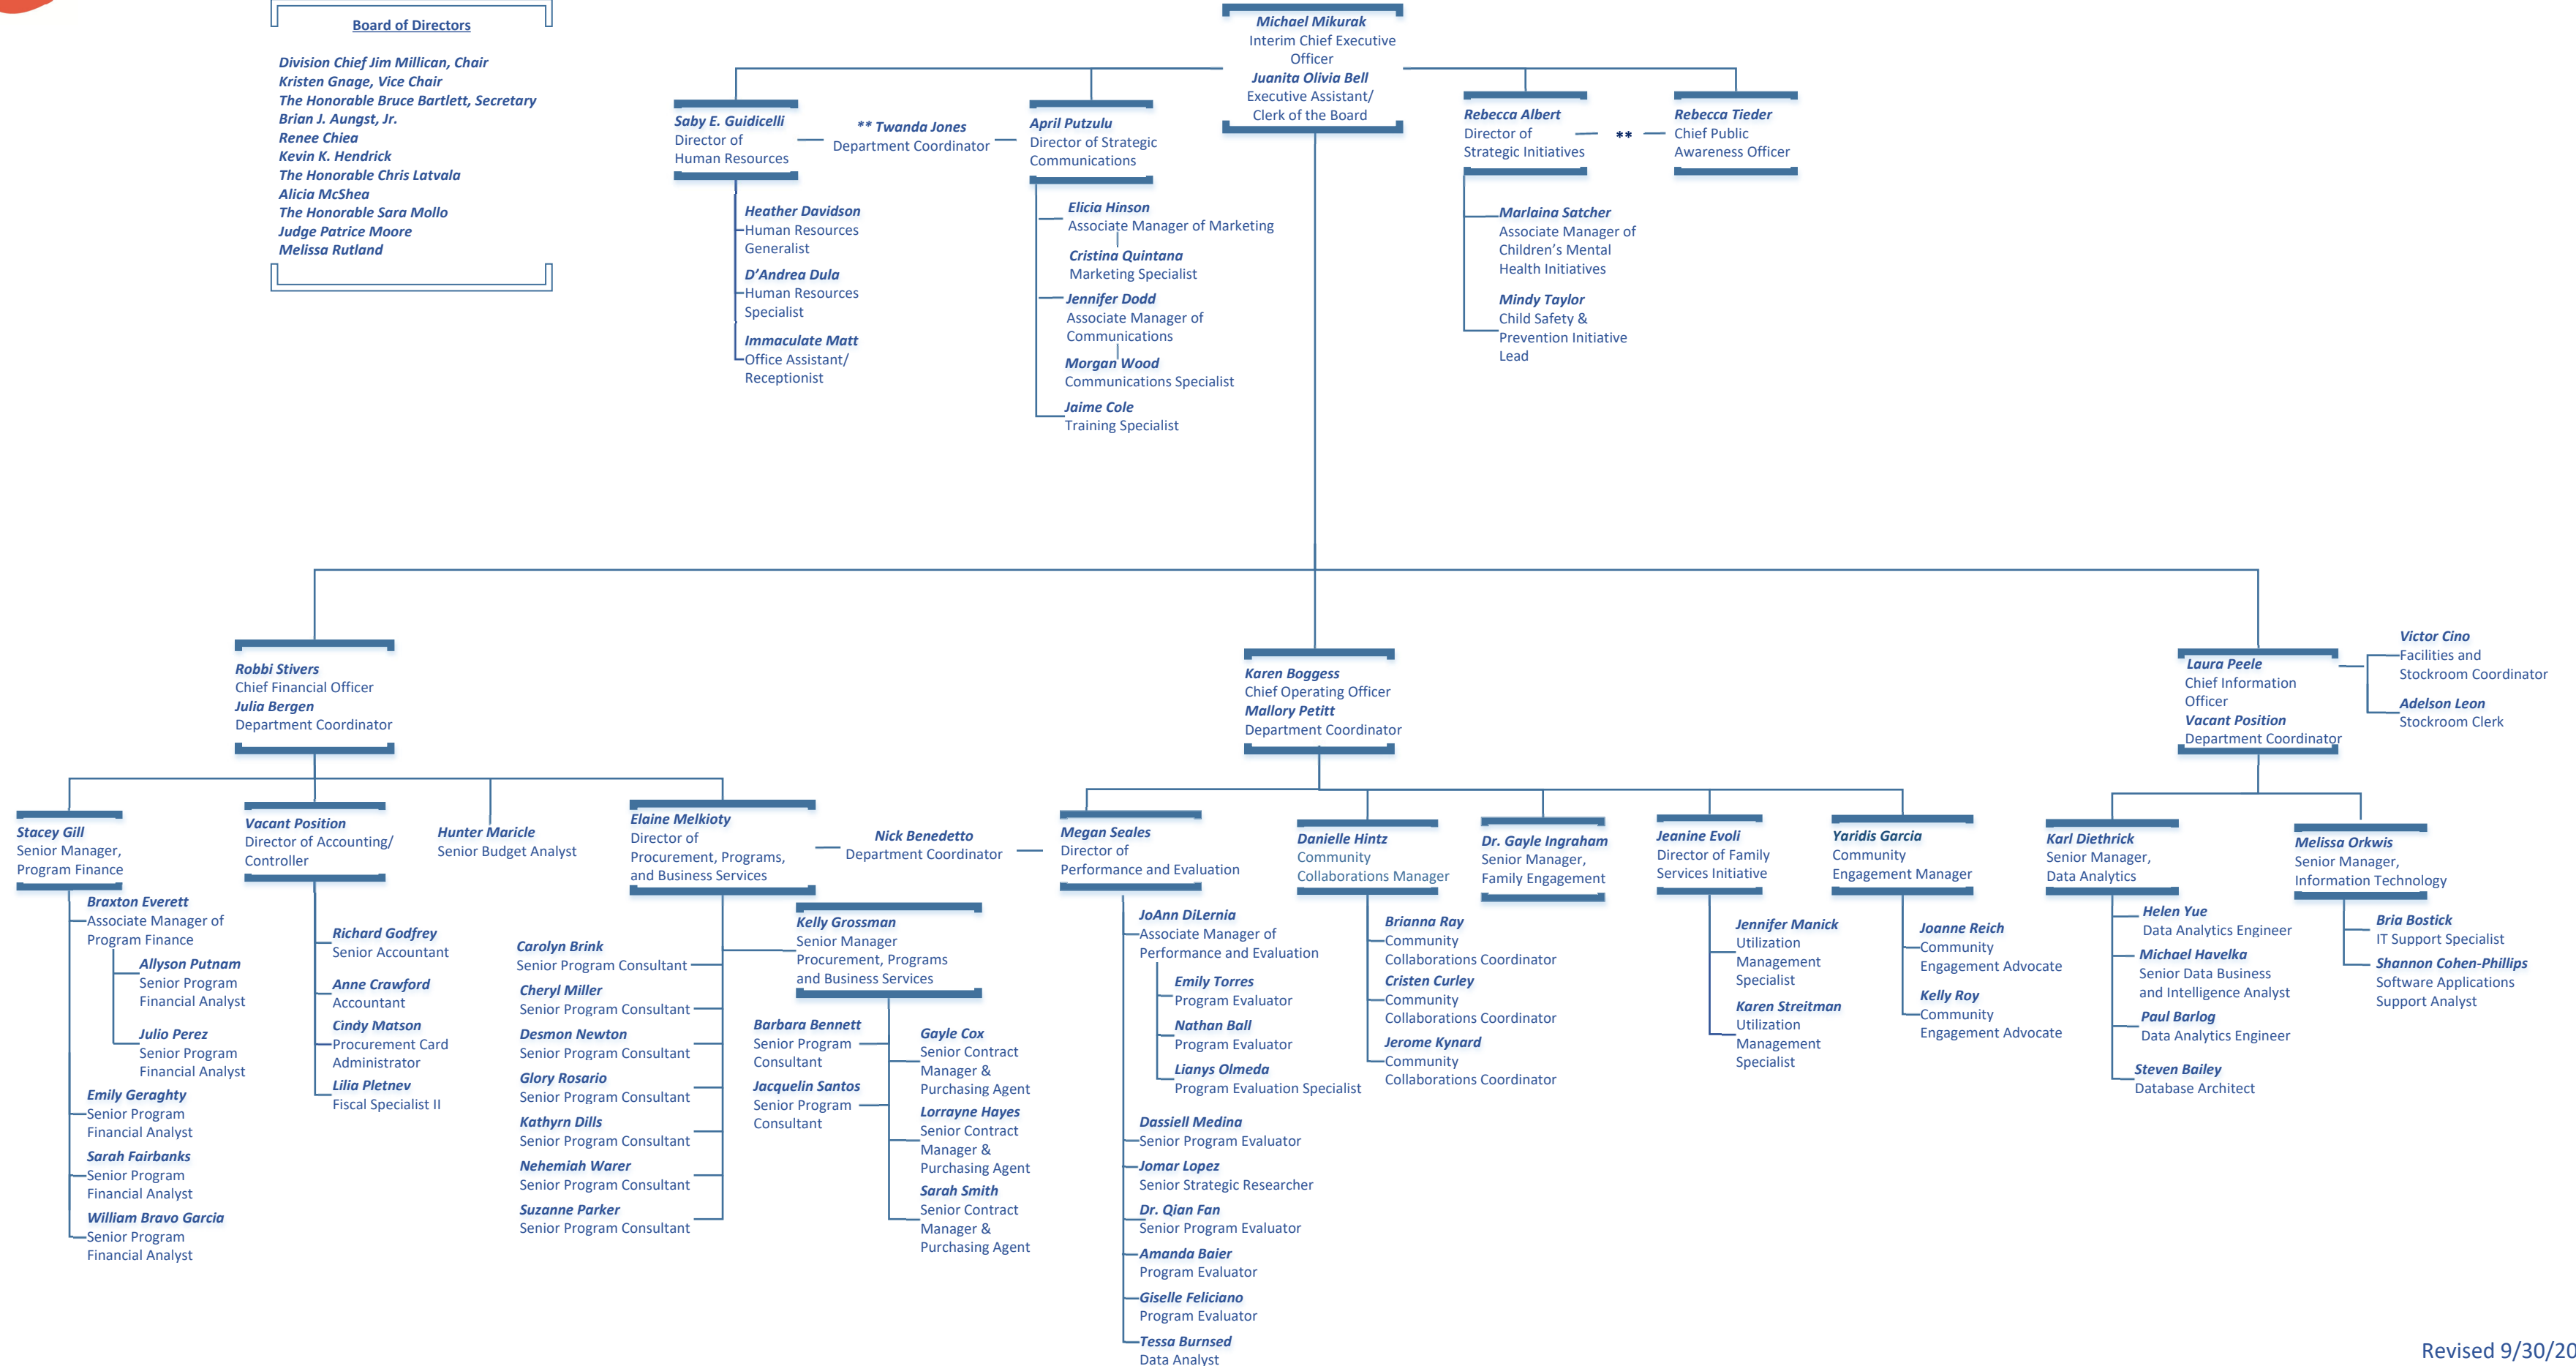 Board of Directors
Division Chief Jim Millican, Chair
Kristen Gnage, Vice Chair
The Honorable Bruce Bartlett, Secretary
Brian J. Aungst, Jr.
Renee Chiea
Kevin K. Hendrick
The Honorable Chris Latvala
Alicia McShea
The Honorable Sara Mollo
Judge Patrice Moore
Melissa Rutland
Michael Mikurak
Interim Chief Executive
Officer
Juanita Olivia Bell
Executive Assistant/
Clerk of the Board
Saby E. Guidicelli
Director of
Human Resources
** Twanda Jones
Department Coordinator
April Putzulu
Director of Strategic
Communications
Rebecca Albert
Director of
Strategic Initiatives
**
Rebecca Tieder
Chief Public
Awareness Officer
Heather Davidson
Human Resources
Generalist
D'Andrea Dula
Human Resources
Specialist
Immaculate Matt
Office Assistant/
Receptionist
Elicia Hinson
Associate Manager of Marketing
Cristina Quintana
Marketing Specialist
Jennifer Dodd
Associate Manager of
Communications
Morgan Wood
Communications Specialist
Jaime Cole
Training Specialist
Marlaina Satcher
Associate Manager of
Children’s Mental
Health Initiatives
Mindy Taylor
Child Safety &
Prevention Initiative
Lead
Robbi Stivers
Chief Financial Officer
Julia Bergen
Department Coordinator
Karen Boggess
Chief Operating Officer
Mallory Petitt
Department Coordinator
Laura Peele
Chief Information
Officer
Vacant Position
Department Coordinator
Victor Cino
Facilities and
Stockroom Coordinator
Adelson Leon
Stockroom Clerk
Stacey Gill
Senior Manager,
Program Finance
Vacant Position
Director of Accounting/
Controller
Hunter Maricle
Senior Budget Analyst
Elaine Melkioty
Director of
Procurement, Programs,
and Business Services
Nick Benedetto
Department Coordinator
Megan Seales
Director of
Performance and Evaluation
Danielle Hintz
Community
Collaborations Manager
Dr. Gayle Ingraham
Senior Manager,
Family Engagement
Jeanine Evoli
Director of Family
Services Initiative
Yaridis Garcia
Community
Engagement Manager
Karl Diethrick
Senior Manager,
Data Analytics
Melissa Orkwis
Senior Manager,
Information Technology
Braxton Everett
Associate Manager of
Program Finance
Allyson Putnam
Senior Program
Financial Analyst
Julio Perez
Senior Program
Financial Analyst
Emily Geraghty
Senior Program
Financial Analyst
Sarah Fairbanks
Senior Program
Financial Analyst
William Bravo Garcia
Senior Program
Financial Analyst
Richard Godfrey
Senior Accountant
Anne Crawford
Accountant
Cindy Matson
Procurement Card
Administrator
Lilia Pletnev
Fiscal Specialist II
Carolyn Brink
Senior Program Consultant
Cheryl Miller
Senior Program Consultant
Desmon Newton
Senior Program Consultant
Glory Rosario
Senior Program Consultant
Kathyrn Dills
Senior Program Consultant
Nehemiah Warer
Senior Program Consultant
Suzanne Parker
Senior Program Consultant
Kelly Grossman
Senior Manager
Procurement, Programs
and Business Services
Barbara Bennett
Senior Program
Consultant
Jacquelin Santos
Senior Program
Consultant
Gayle Cox
Senior Contract
Manager &
Purchasing Agent
Lorrayne Hayes
Senior Contract
Manager &
Purchasing Agent
Sarah Smith
Senior Contract
Manager &
Purchasing Agent
JoAnn DiLernia
Associate Manager of
Performance and Evaluation
Emily Torres
Program Evaluator
Nathan Ball
Program Evaluator
Lianys Olmeda
Program Evaluation Specialist
Dassiell Medina
Senior Program Evaluator
Jomar Lopez
Senior Strategic Researcher
Dr. Qian Fan
Senior Program Evaluator
Amanda Baier
Program Evaluator
Giselle Feliciano
Program Evaluator
Tessa Burnsed
Data Analyst
Brianna Ray
Community
Collaborations Coordinator
Cristen Curley
Community
Collaborations Coordinator
Jerome Kynard
Community
Collaborations Coordinator
Jennifer Manick
Utilization
Management
Specialist
Karen Streitman
Utilization
Management
Specialist
Joanne Reich
Community
Engagement Advocate
Kelly Roy
Community
Engagement Advocate
Helen Yue
Data Analytics Engineer
Michael Havelka
Senior Data Business
and Intelligence Analyst
Paul Barlog
Data Analytics Engineer
Steven Bailey
Database Architect
Bria Bostick
IT Support Specialist
Shannon Cohen-Phillips
Software Applications
Support Analyst
Revised 9/30/20